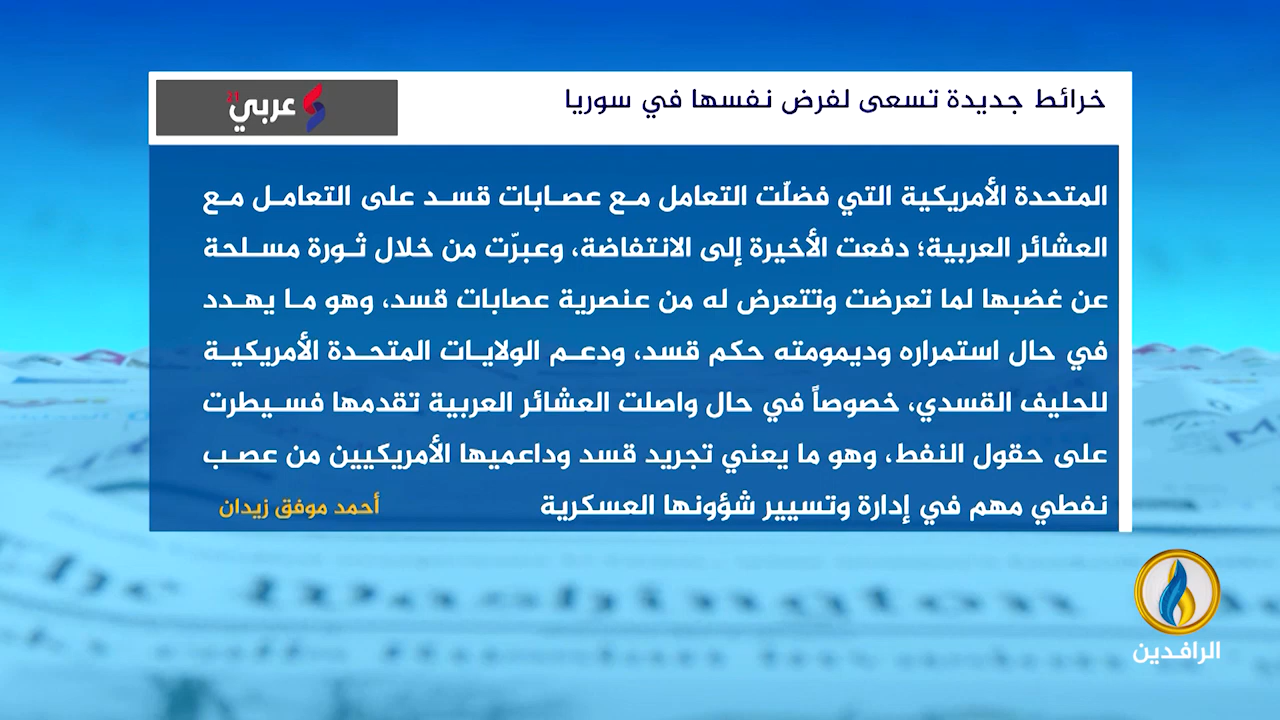 خرائط جديدة تسعى لفرض نفسها في سوريا
عربي21
المتحدة الأمريكية التي فضلّت التعامل مع عصابات قسد على التعامل مع
العشائر العربية؛ دفعت الأخيرة إلى الانتفاضة، وعبرّت من خلال ثورة مسلحة
عن غضبها لما تعرضت وتتعرض له من عنصرية عصابات قسد، وهو ما يهدد
في حال استمراره وديمومته حكم قسد، ودعم الولايات المتحدة الأمريكية
للحليف القسدي، خصوصاً في حال واصلت العشائر العربية تقدمها فسيطرت
على حقول النفط، وهو ما يعني تجريد قسد وداعميها الأمريكيين من عصب
نفطي مهم في إدارة وتسيير شؤونها العسكرية
أحمد موفق زيدان
الرافدين